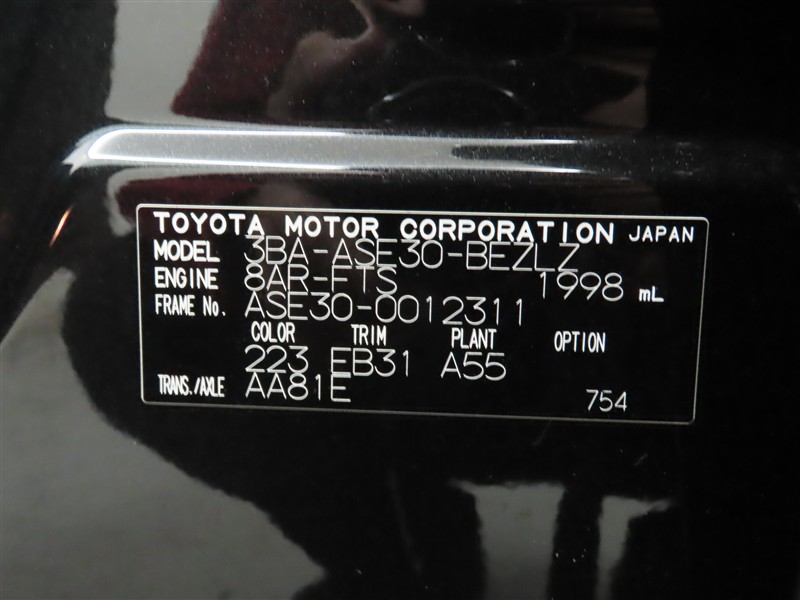 TOYOTA MOTOR CORPORATION JAPAN
MODEL 3BA-ASE30-BEZLZ
ENGINE 8AR-FTS 1998 mL
FRAME No. ASE30-0012311
COLOR TRIM PLANT OPTION
223 EB31 A55
TRANS./AXLE AA81E 754